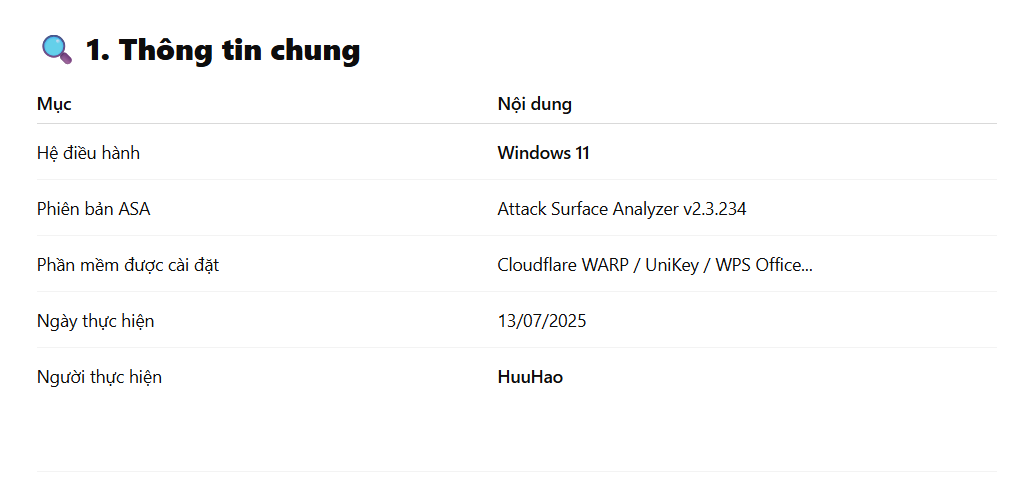 🔍 1. Thông tin chung
Mục Nội dung
Hệ điều hành Windows 11
Phiên bản ASA Attack Surface Analyzer v2.3.234
Phần mềm được cài đặt Cloudflare WARP / UniKey / WPS Office...
Ngày thực hiện 13/07/2025
Người thực hiện HuuHao